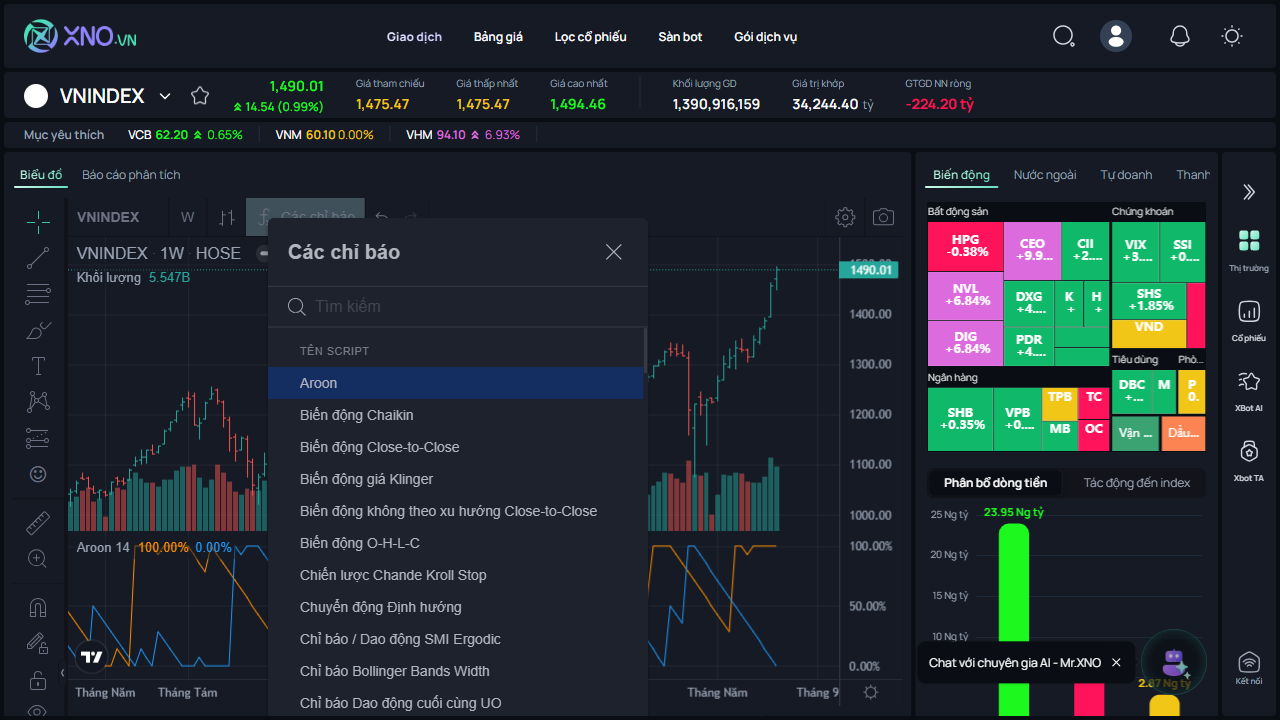 XNO.VN
Giao dịch
Bảng giá
Lọc cổ phiếu
Sàn bot
Gói dịch vụ
VNINDEX
1,490.01
14.54 (0.99%)
Giá tham chiếu
1,475.47
Giá thấp nhất
1,475.47
Giá cao nhất
1,494.46
Khối lượng GD
1,390,916,159
Giá trị khớp
34,244.40 tỷ
GTGD NN ròng
-224.20 tỷ
Mục yêu thích
VCB 62.20 0.65%
VNM 60.10 0.00%
VHM 94.10 6.93%
Biểu đồ
Báo cáo phân tích
VNINDEX
W
Các chỉ báo
VNINDEX · 1W · HOSE
Khối lượng 5.547B
1490.01
1400.00
1300.00
1200.00
1100.00
1000.00
Aroon 14 100.00% 0.00%
100.00%
50.00%
0.00%
Tháng Năm
Tháng Tám
Tháng Năm
Tháng 9
Các chỉ báo
Tìm kiếm
TÊN SCRIPT
Aroon
Biến động Chaikin
Biến động Close-to-Close
Biến động giá Klinger
Biến động không theo xu hướng Close-to-Close
Biến động O-H-L-C
Chiến lược Chande Kroll Stop
Chuyển động Định hướng
Chỉ báo / Dao động SMI Ergodic
Chỉ báo Bollinger Bands Width
Chỉ báo Dao động cuối cùng UO
Biến động
Nước ngoài
Tự doanh
Thanh
Bất động sản
HPG
-0.38%
CEO
+9.9...
CII
+2....
NVL
+6.84%
DXG
+4....
K
+
H
+
DIG
+6.84%
PDR
+4....
Chứng khoán
VIX
+3....
SSI
+0....
SHS
+1.85%
VND
Ngân hàng
SHB
+0.35%
VPB
+0....
TPB
TC
MB
OC
Tiêu dùng
DBC
+...
M
Phò...
P
0.
Vận ...
Dầu...
Phân bổ dòng tiền
Tác động đến index
25 Ng tỷ
20 Ng tỷ
15 Ng tỷ
10 Ng tỷ
23.95 Ng tỷ
2.87 Ng tỷ
Chat với chuyên gia AI - Mr.XNO
Thị trường
Cổ phiếu
XBot AI
Xbot TA
Kết nối